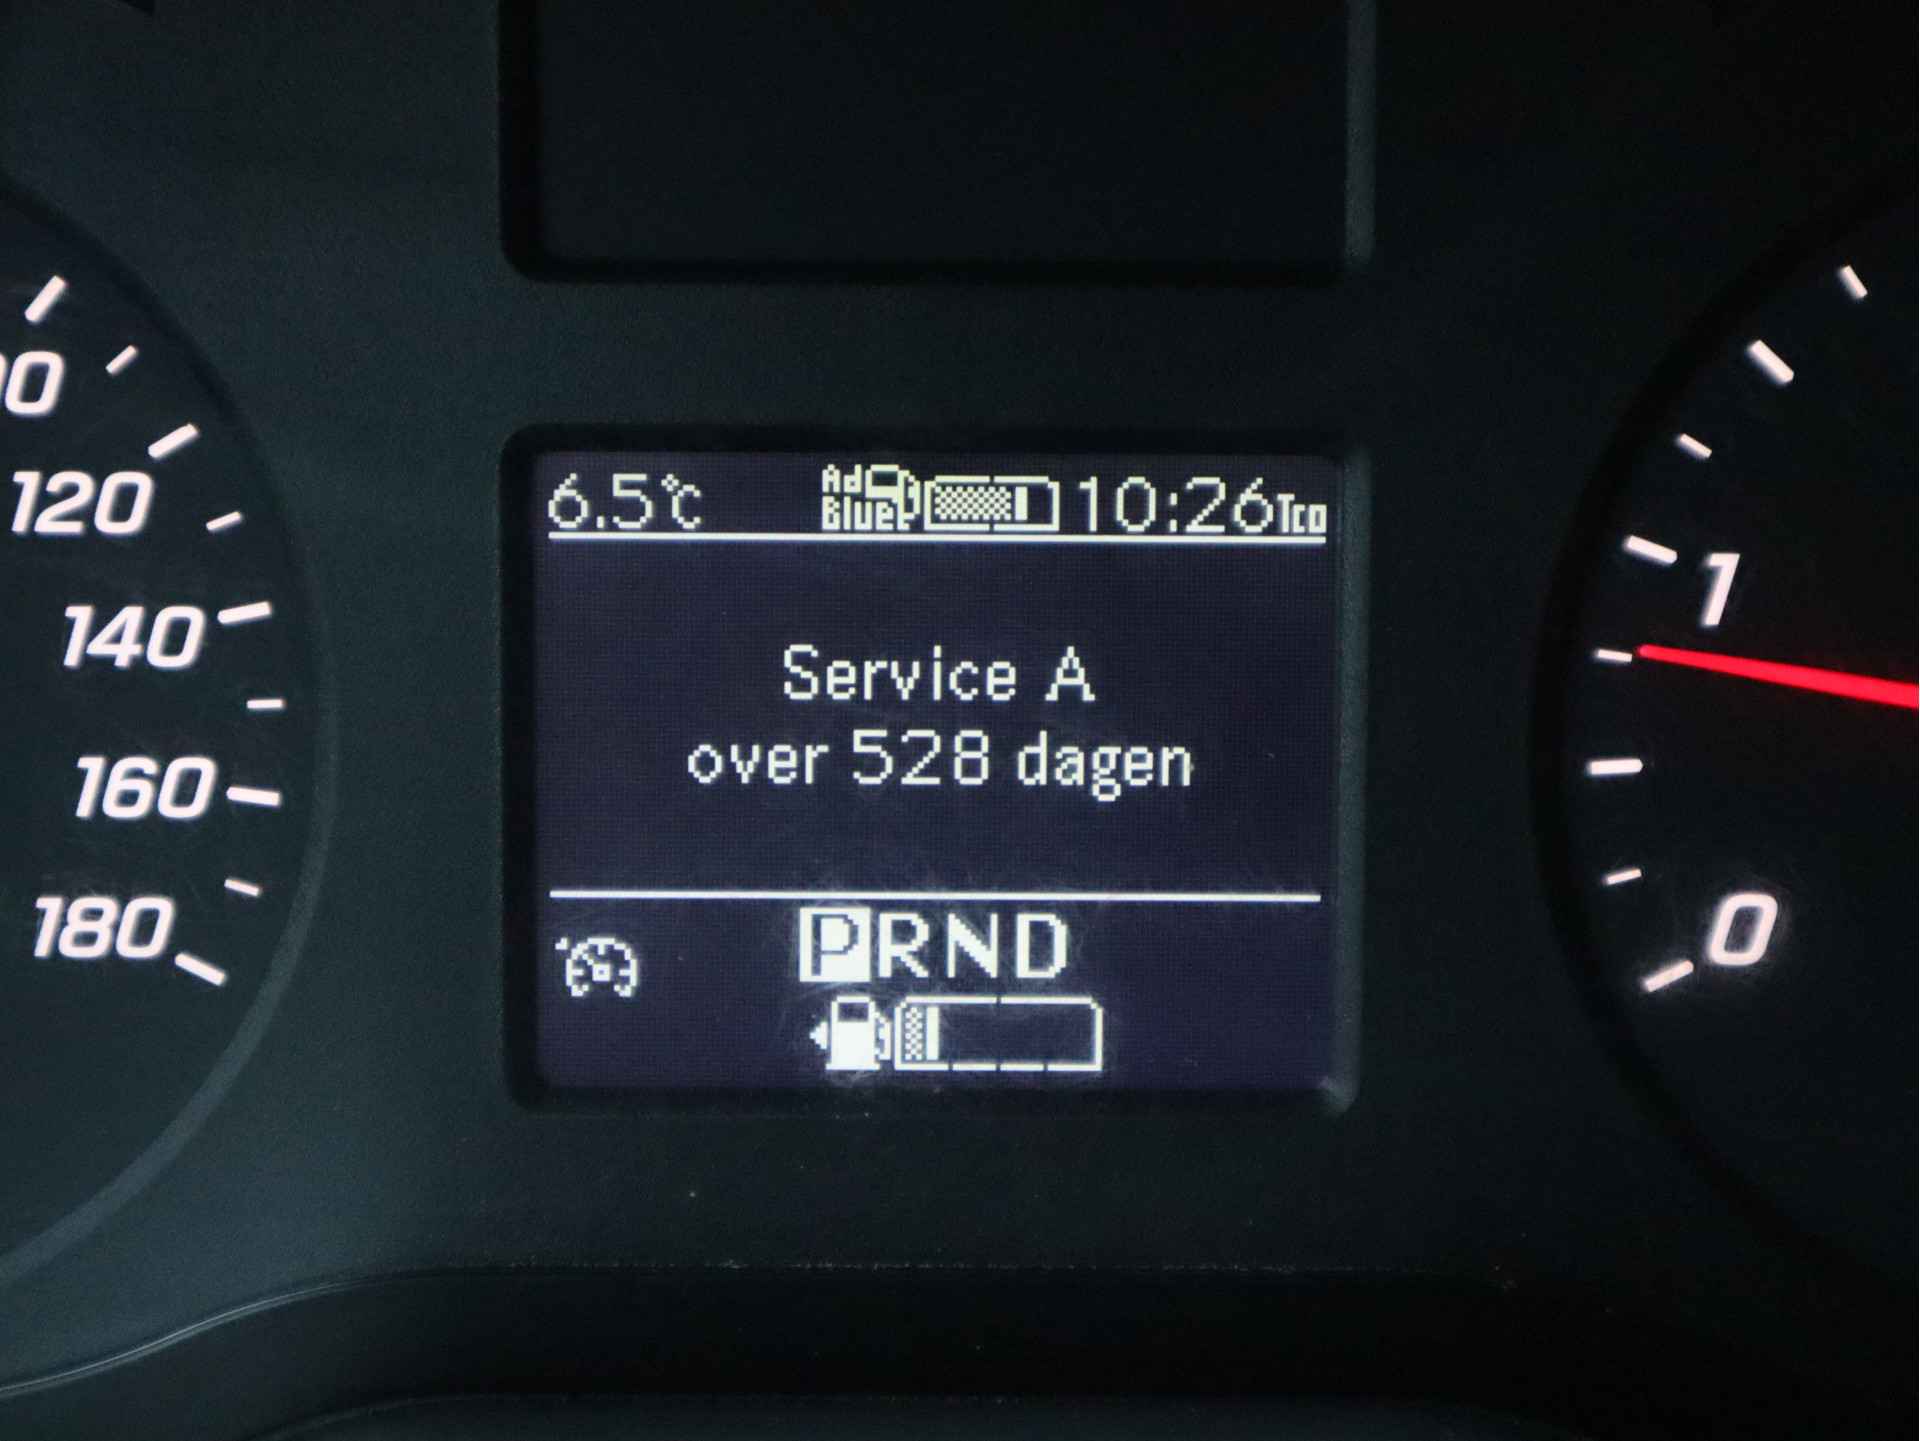 6.5°C Ad Blue 10:26 Tco
Service A
over 528 dagen
PRND
120
140
160
180
1
0